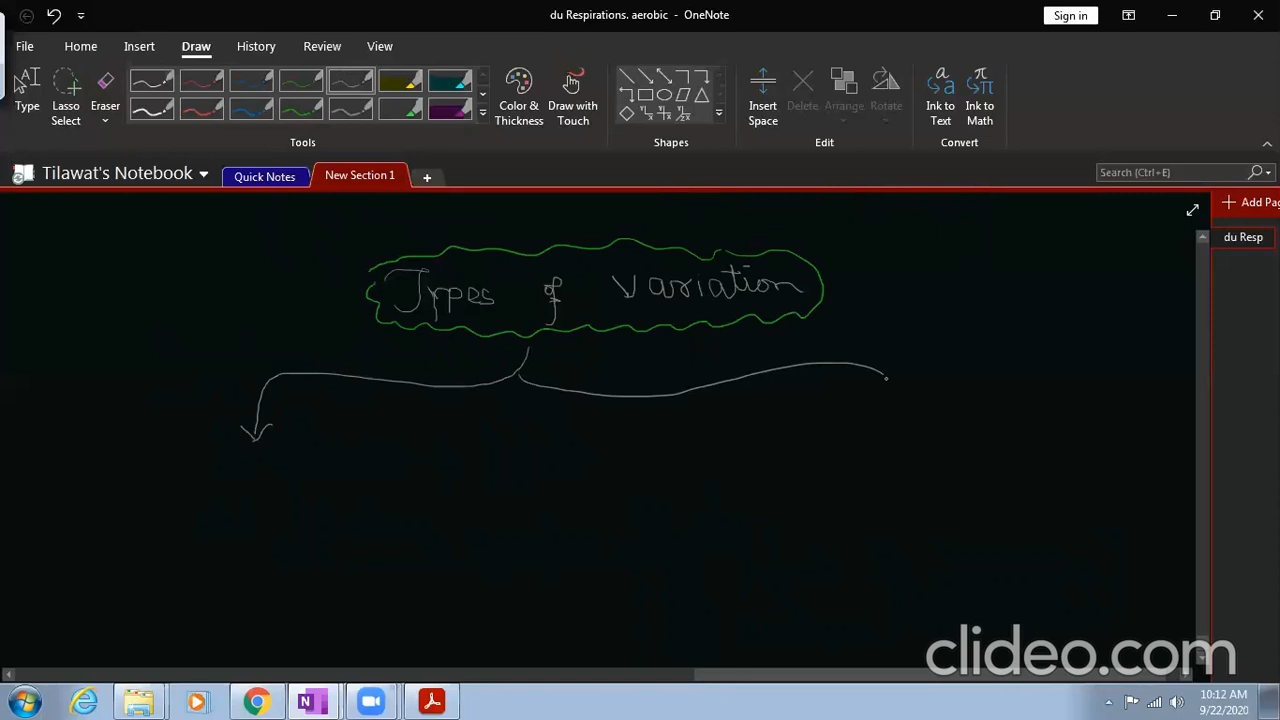 du Respirations. aerobic - OneNote
Sign in
File Home Insert Draw History Review View
Type
Lasso Select
Eraser
Color & Thickness
Draw with Touch
Insert Space
Delete
Arrange
Rotate
Ink to Text
Ink to Math
Tools
Shapes
Edit
Convert
Tilawat's Notebook
Quick Notes
New Section 1
Search (Ctrl+E)
Add Pag
du Resp
Types of Variation
clideo.com
10:12 AM
9/22/2020